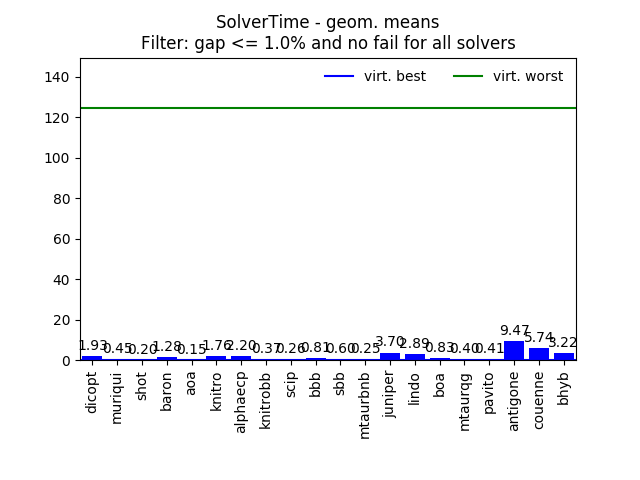 SolverTime - geom. means
Filter: gap <= 1.0% and no fail for all solvers
virt. best virt. worst
140
120
100
80
60
40
20
0
1.93 0.45 0.20 1.28 0.15 1.76 2.20 0.37 0.26 0.81 0.60 0.25 3.70 2.89 0.83 0.40 0.41 9.47 5.74 3.22
dicopt
muriqui
shot
baron
aoa
knitro
alphaecp
knitrobb
scip
bbb
sbb
mtaurbnb
juniper
lindo
boa
mtaurqg
pavito
antigone
couenne
bhyb